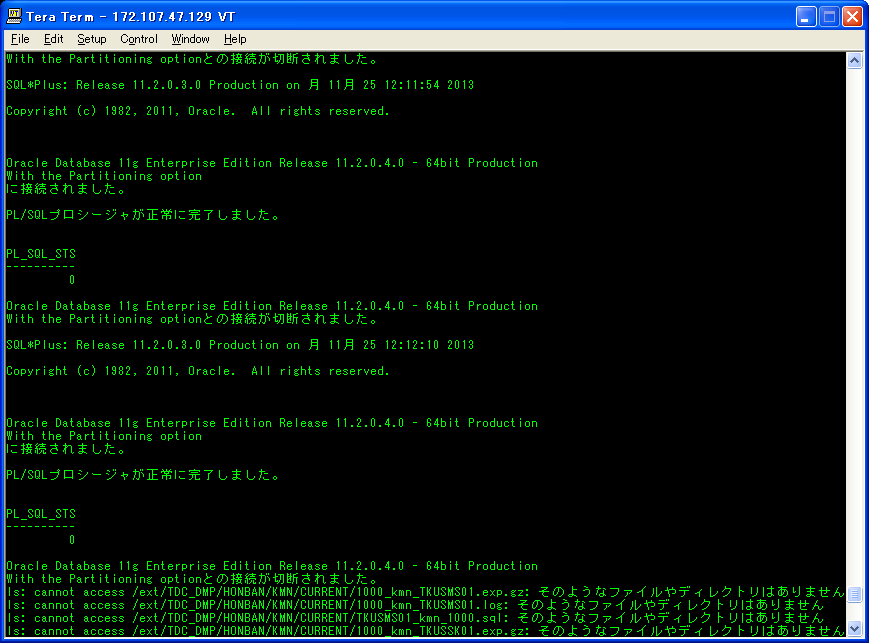 Tera Term - 172.107.47.129 VT
File Edit Setup Control Window Help
With the Partitioning optionとの接続が切断されました。
SQL*Plus: Release 11.2.0.3.0 Production on 月 11月 25 12:11:54 2013
Copyright (c) 1982, 2011, Oracle.  All rights reserved.
Oracle Database 11g Enterprise Edition Release 11.2.0.4.0 - 64bit Production
With the Partitioning option
に接続されました。
PL/SQLプロシージャが正常に完了しました。
PL_SQL_STS
----------
0
Oracle Database 11g Enterprise Edition Release 11.2.0.4.0 - 64bit Production
With the Partitioning optionとの接続が切断されました。
SQL*Plus: Release 11.2.0.3.0 Production on 月 11月 25 12:12:10 2013
Copyright (c) 1982, 2011, Oracle.  All rights reserved.
Oracle Database 11g Enterprise Edition Release 11.2.0.4.0 - 64bit Production
With the Partitioning option
に接続されました。
PL/SQLプロシージャが正常に完了しました。
PL_SQL_STS
----------
0
Oracle Database 11g Enterprise Edition Release 11.2.0.4.0 - 64bit Production
With the Partitioning optionとの接続が切断されました。
ls: cannot access /ext/TDC_DMP/HONBAN/KMN/CURRENT/1000_kmn_TKUSMS01.exp.gz: そのようなファイルやディレクトリはありません
ls: cannot access /ext/TDC_DMP/HONBAN/KMN/CURRENT/1000_kmn_TKUSMS01.log: そのようなファイルやディレクトリはありません
ls: cannot access /ext/TDC_DMP/HONBAN/KMN/CURRENT/TKUSMS01_kmn_1000.sql: そのようなファイルやディレクトリはありません
ls: cannot access /ext/TDC_DMP/HONBAN/KMN/CURRENT/1000_kmn_TKUSSK01.exp.gz: そのようなファイルやディレクトリはありません